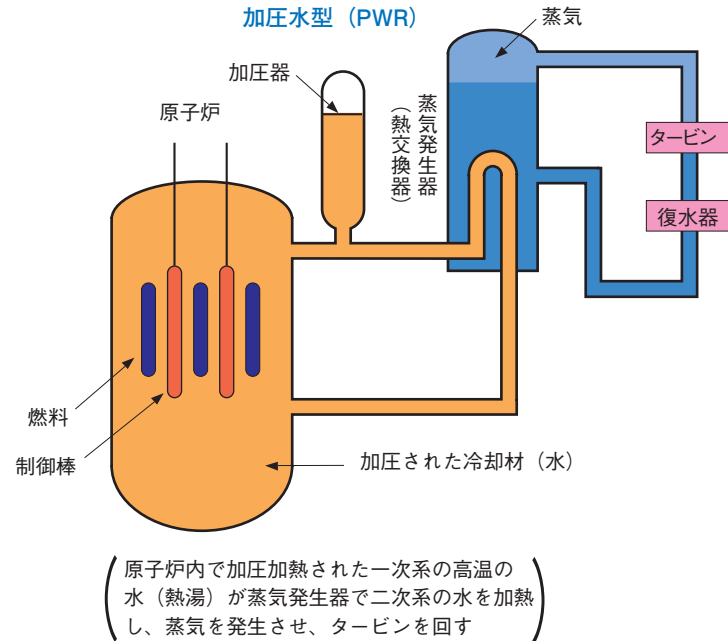 加圧水型（PWR）
蒸気
加圧器
原子炉
蒸気発生器
（熱交換器）
タービン
復水器
燃料
制御棒
加圧された冷却材（水）
原子炉内で加圧加熱された一次系の高温の
水（熱湯）が蒸気発生器で二次系の水を加熱
し、蒸気を発生させ、タービンを回す